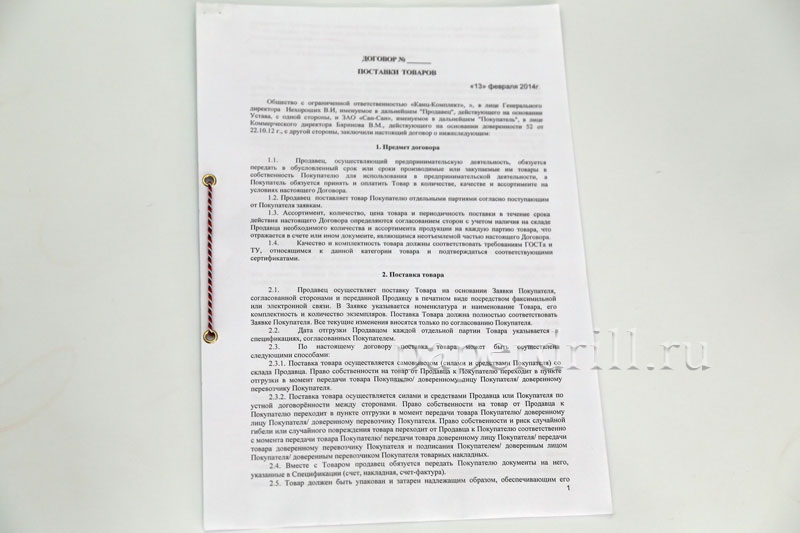 ДОГОВОР № ______
ПОСТАВКИ ТОВАРОВ
«13» февраля 2014г.
Общество с ограниченной ответственностью «Канц-Комплект», », в лице Генерального
директора Нехороших В.Н, именуемое в дальнейшем "Продавец", действующего на основании
Устава, с одной стороны, и ЗАО «Сан-Сан», именуемое в дальнейшем "Покупатель", в лице
Коммерческого директора Баринова В.М., действующего на основании доверенности 52 от
22.10.12 г., с другой стороны, заключили настоящий договор о нижеследующем:
1. Предмет договора
1.1. Продавец, осуществляющий предпринимательскую деятельность, обязуется
передать в обусловленный срок или сроки производимые или закупаемые им товары в
собственность Покупателю для использования в предпринимательской деятельности, а
Покупатель обязуется принять и оплатить Товар в количестве, качестве и ассортименте на
условиях настоящего Договора.
1.2. Продавец поставляет товар Покупателю отдельными партиями согласно поступающим
от Покупателя заявкам.
1.3. Ассортимент, количество, цена товара и периодичность поставки в течение срока
действия настоящего Договора определяются согласованием сторон с учетом наличия на складе
Продавца необходимого количества и ассортимента продукции на каждую партию товара, что
отражается в счете или ином документе, являющимся неотъемлемой частью настоящего Договора.
1.4. Качество и комплектность товара должны соответствовать требованиям ГОСТа и
ТУ, относящимся к данной категории товара и подтверждаться соответствующими
сертификатами.
2. Поставка товара
2.1. Продавец осуществляет поставку Товара на основании Заявки Покупателя,
согласованной сторонами и переданной Продавцу в печатном виде посредством факсимильной
или электронной связи. В Заявке указывается номенклатура и наименование Товара, его
комплектность и количество экземпляров. Поставка Товара должна полностью соответствовать
Заявке Покупателя. Все текущие изменения вносятся только по согласованию Покупателя.
2.2. Дата отгрузки Продавцом каждой отдельной партии Товара указывается в
спецификациях, согласованных Покупателем.
2.3. По настоящему договору поставка товара может быть осуществлена
следующими способами:
2.3.1. Поставка товара осуществляется самовывозом (силами и средствами Покупателя) со
склада Продавца. Право собственности на товар от Продавца к Покупателю переходит в пункте
отгрузки в момент передачи товара Покупателю/ доверенному лицу Покупателя/ доверенному
перевозчику Покупателя.
2.3.2. Поставка товара осуществляется силами и средствами Продавца или Покупателя по
устной договорённости между сторонами. Право собственности на товар от Продавца к
Покупателю переходит в пункте отгрузки в момент передачи товара Покупателю/ доверенному
лицу Покупателя/ доверенному перевозчику Покупателя. Право собственности и риск случайной
гибели или случайного повреждения товара переходит от Продавца к Покупателю соответственно
с момента передачи товара Покупателю/ передачи товара доверенному лицу Покупателя/ передачи
товара доверенному перевозчику Покупателя и подписания Покупателем/ доверенным лицом
Покупателя/ доверенным перевозчиком Покупателя товарных накладных.
2.4. Вместе с Товаром продавец обязуется передать Покупателю документы на него,
указанные в Спецификации (счет, накладная, счет-фактура).
2.5. Товар должен быть упакован и затарен надлежащим образом, обеспечивающим его
1
paperdrill.ru